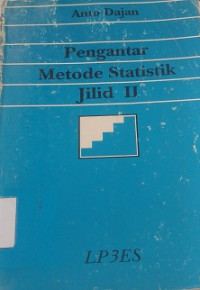 Anto Dajan
Pengantar
Metode Statistik
Jilid II
LP3ES